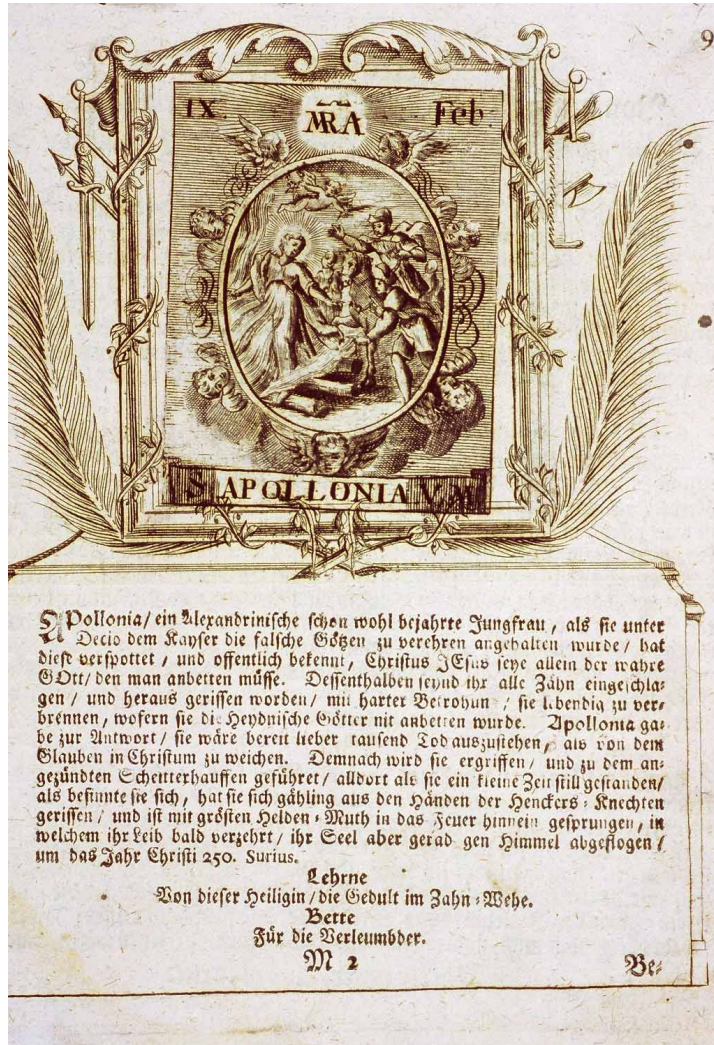 9
IX. Feb.
MRA
S. APOLLONIA V. M.
APollonia/ ein Alexandrinische schon wohl bejahrte Jungfrau, als sie unter
Decio dem Kayser die falsche Götzen zu verehren angehalten wurde/ hat
diese verspottet/ und offentlich bekennt, Christus JEsus seye allein der wahre
GOtt/ den man anbetten müsse. Dessenthalben seynd ihr alle Zähn eingeschla-
gen/ und heraus gerissen worden/ mit harter / sie lebendig zu ver-
brennen, wofern sie die Heydnische Götter nit anbetten wurde. Apollonia ga-
be zur Antwort/ sie wäre bereit lieber tausend Tod auszustehen, als von dem
Glauben in Christum zu weichen. Demnach wird sie ergriffen/ und zu dem an-
gezündten Scheitterhauffen geführet/ alldort als sie ein kleine Zeit still gestanden/
als besinnte sie sich, hat sie sich gähling aus den Händen der Henckers-Knechten
gerissen/ und ist mit grösten Helden-Muth in das Feuer hinnein gesprungen, in
welchem ihr Leib bald verzehrt/ ihr Seel aber gerad gen Himmel abgeflogen/
um das Jahr Christi 250. Surius.
Lehrne
Von dieser Heiligin/ die Gedult im Zahn-Wehe.
Bette
Für die Verleumbder.
M 2 Be-